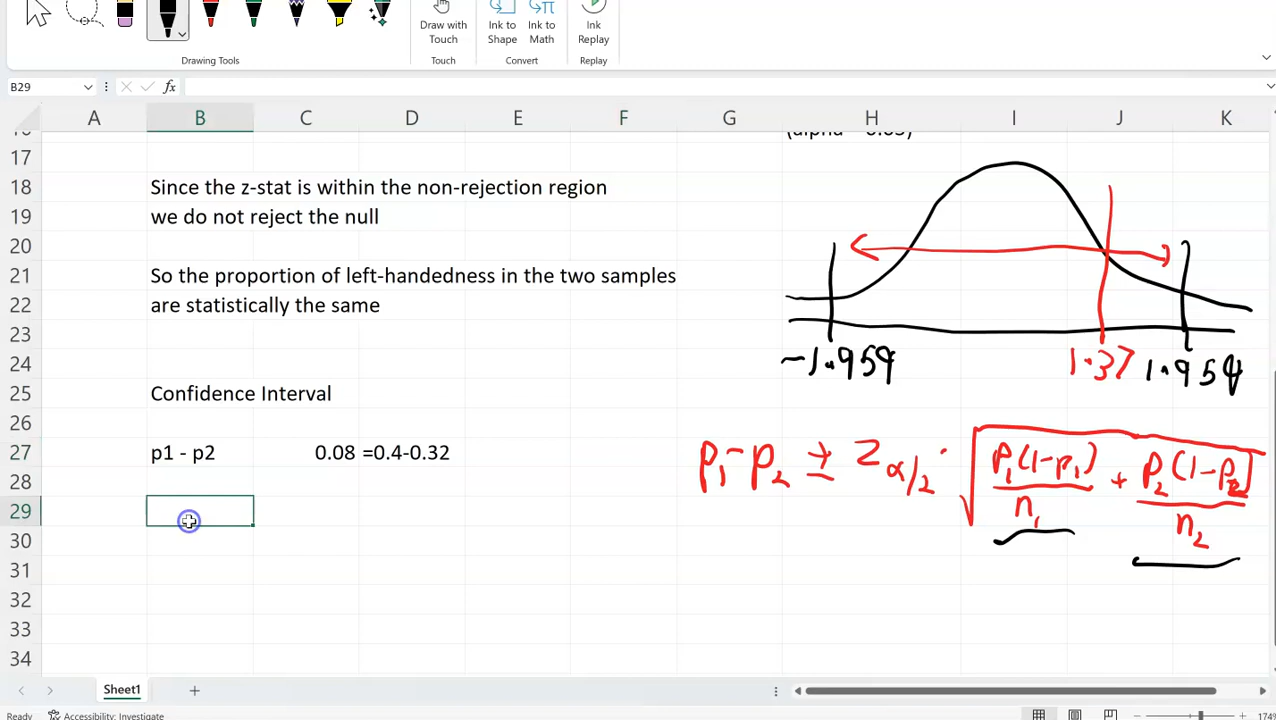 Draw with Touch
Ink to Shape
Ink to Math
Ink Replay
Drawing Tools
Touch
Convert
Replay
B29
fx
A B C D E F G H I J K
17
18 Since the z-stat is within the non-rejection region
19 we do not reject the null
20
21 So the proportion of left-handedness in the two samples
22 are statistically the same
23
24
25 Confidence Interval
26
27 p1 - p2 0.08 =0.4-0.32
28
29
30
31
32
33
34
-1.959 1.37 1.959
p₁-p₂ ± z α/2 · √ p₁(1-p₁)/n₁ + p₂(1-p₂)/n₂
Sheet1
Accessibility: Investigate
174